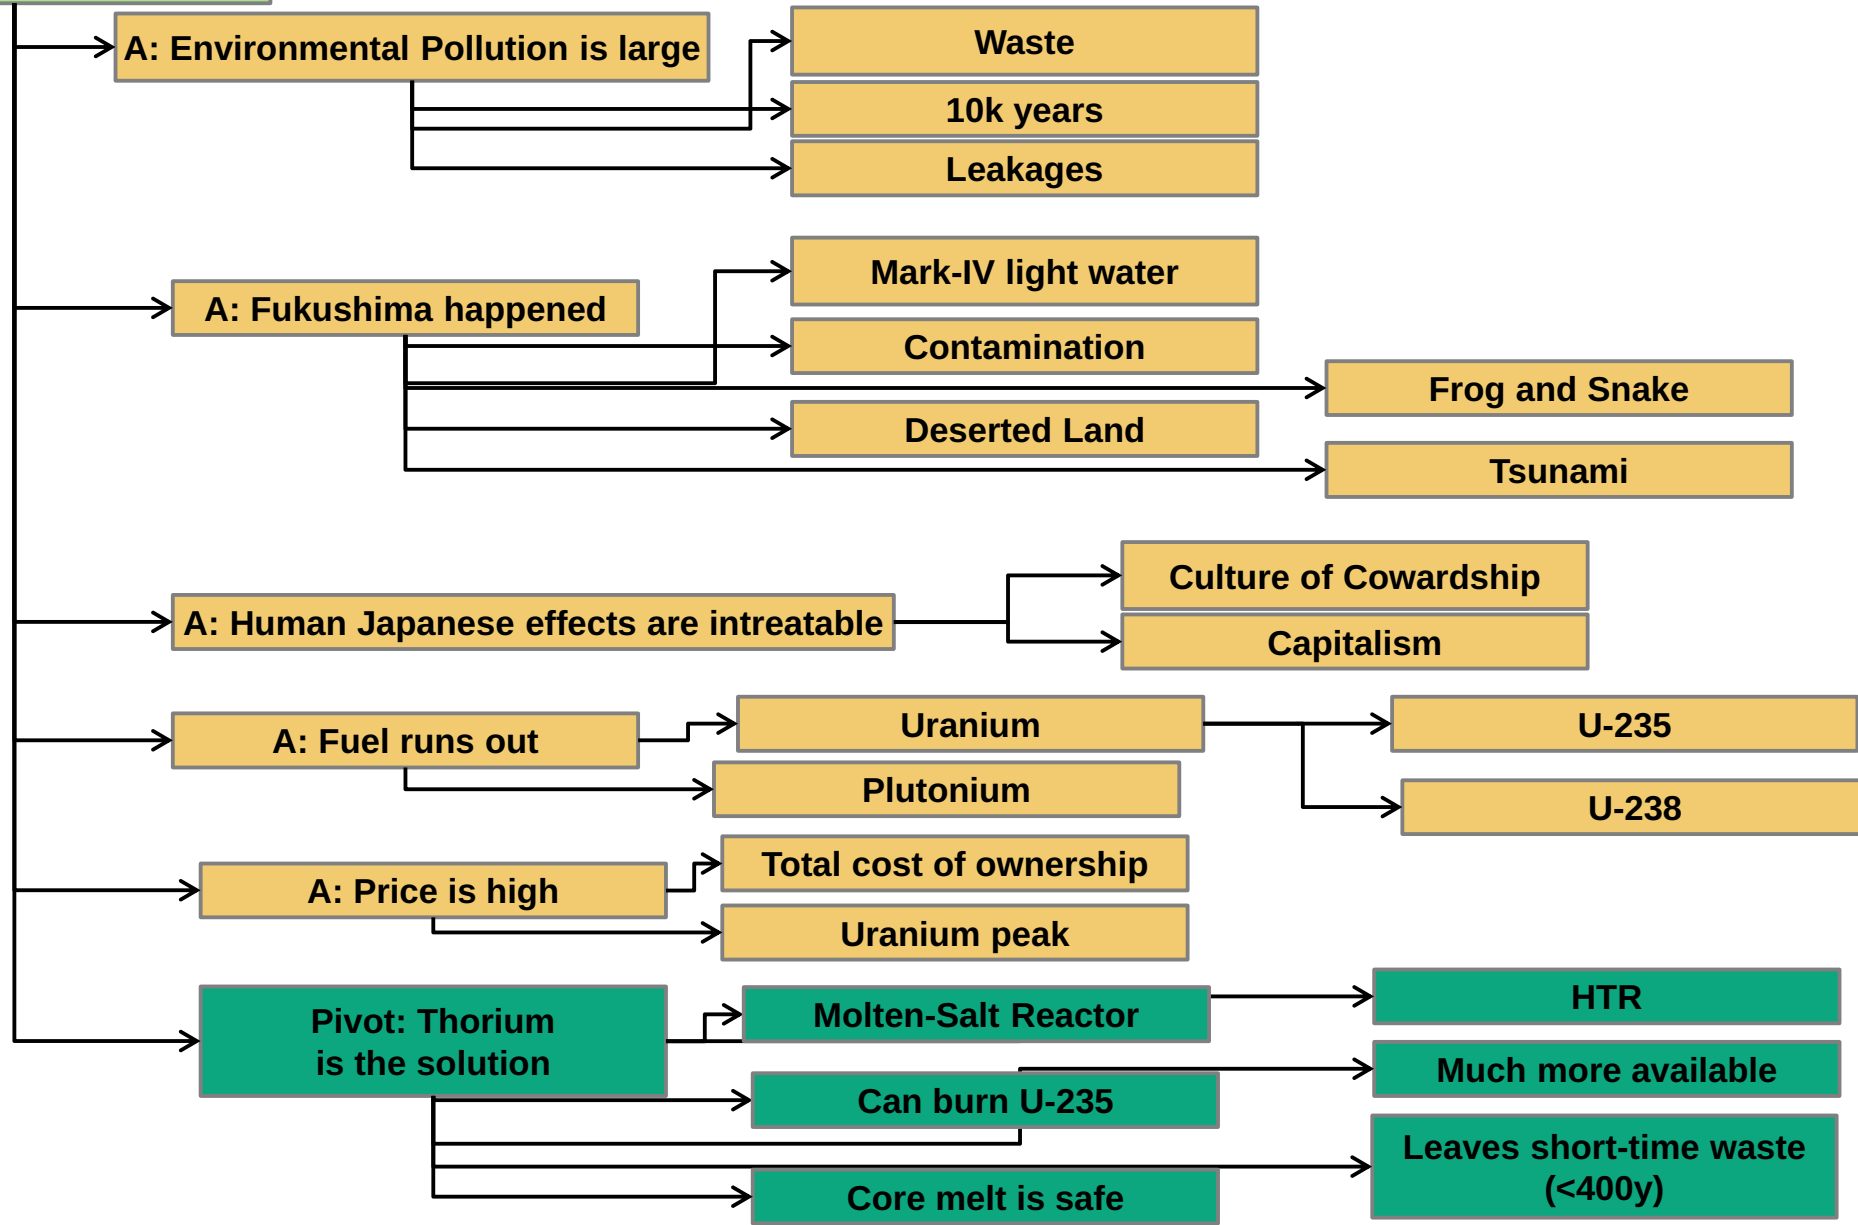 A: Environmental Pollution is large
Waste
10k years
Leakages
A: Fukushima happened
Mark-IV light water
Contamination
Frog and Snake
Deserted Land
Tsunami
A: Human Japanese effects are intreatable
Culture of Cowardship
Capitalism
A: Fuel runs out
Uranium
U-235
Plutonium
U-238
A: Price is high
Total cost of ownership
Uranium peak
Pivot: Thorium
is the solution
Molten-Salt Reactor
HTR
Much more available
Can burn U-235
Leaves short-time waste
(<400y)
Core melt is safe